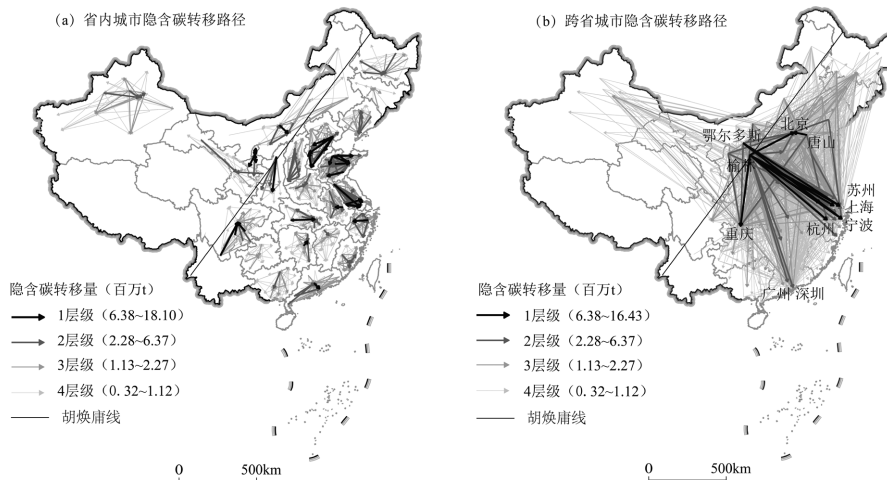 (a) 省内城市隐含碳转移路径
隐含碳转移量（百万t）
1层级（6.38~18.10）
2层级（2.28~6.37）
3层级（1.13~2.27）
4层级（0.32~1.12）
胡焕庸线
0 500km
(b) 跨省城市隐含碳转移路径
北京
鄂尔多斯
唐山
榆林
苏州
上海
宁波
杭州
重庆
广州 深圳
隐含碳转移量（百万t）
1层级（6.38~16.43）
2层级（2.28~6.37）
3层级（1.13~2.27）
4层级（0.32~1.12）
胡焕庸线
0 500km